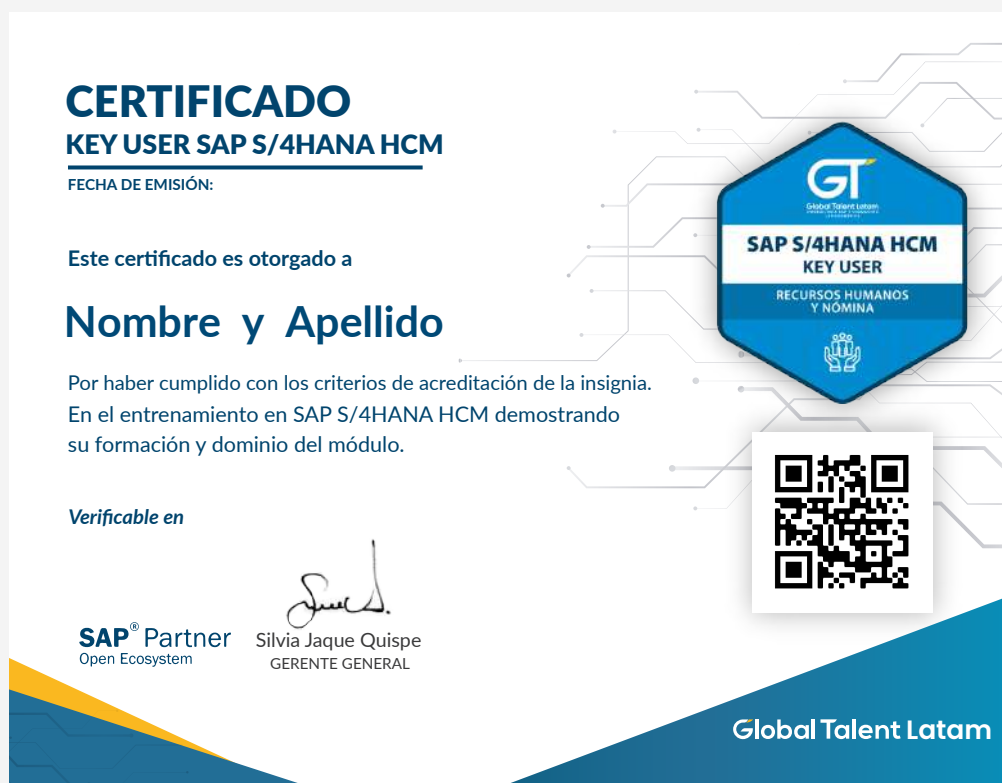 CERTIFICADO
KEY USER SAP S/4HANA HCM
FECHA DE EMISIÓN:
Este certificado es otorgado a
Nombre y Apellido
Por haber cumplido con los criterios de acreditación de la insignia.
En el entrenamiento en SAP S/4HANA HCM demostrando
su formación y dominio del módulo.
Verificable en
SAP® Partner
Open Ecosystem
Silvia Jaque Quispe
GERENTE GENERAL
GT
Global Talent Latam
SAP S/4HANA HCM
KEY USER
RECURSOS HUMANOS
Y NÓMINA
Global Talent Latam